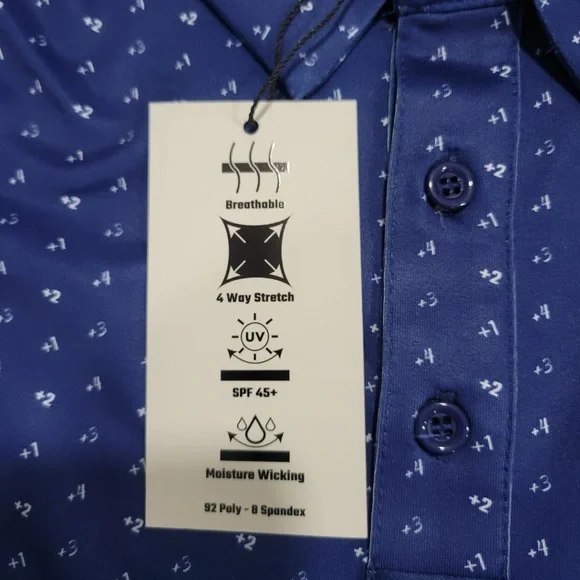 Breathable
4 Way Stretch
UV
SPF 45+
Moisture Wicking
92 Poly - 8 Spandex